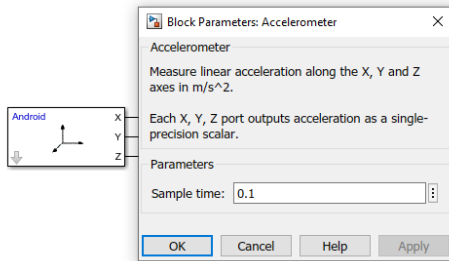 Block Parameters: Accelerometer
Accelerometer
Measure linear acceleration along the X, Y and Z
axes in m/s^2.
Each X, Y, Z port outputs acceleration as a single-
precision scalar.
Parameters
Sample time: 0.1
OK Cancel Help Apply
Android
X
Y
Z